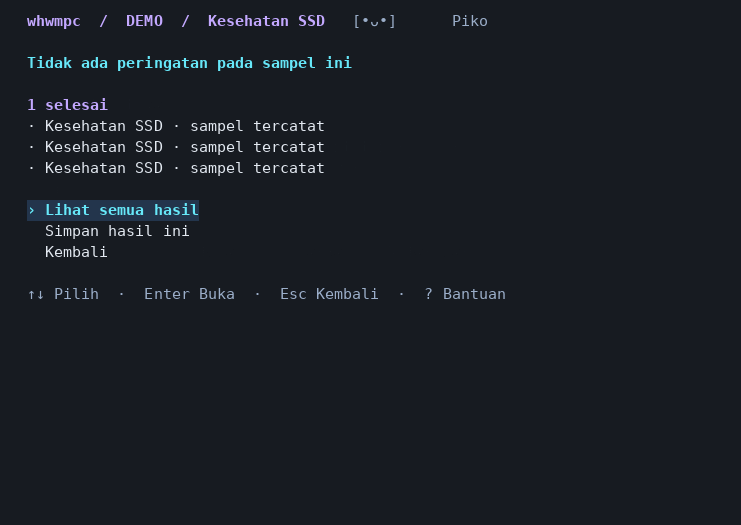 whwmpc / DEMO / Kesehatan SSD [•ᴗ•] Piko
Tidak ada peringatan pada sampel ini
1 selesai
· Kesehatan SSD · sampel tercatat
· Kesehatan SSD · sampel tercatat
· Kesehatan SSD · sampel tercatat
› Lihat semua hasil
Simpan hasil ini
Kembali
↑↓ Pilih · Enter Buka · Esc Kembali · ? Bantuan